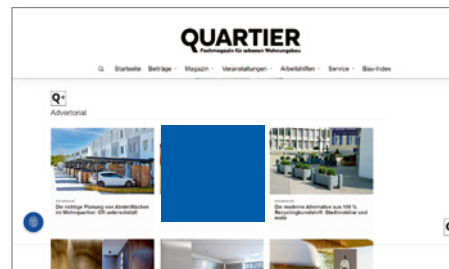 QUARTIER
Fachmagazin für urbanen Wohnungsbau
Startseite Beiträge Magazin Veranstaltungen Arbeitshilfen Service Bau-Index
Q+
Advertorial
Die richtige Planung von Abstellflächen
im Wohnquartier: Oft unterschätzt
Die moderne Alternative aus 100 %
Recyclingkunststoff: Stadtmobiliar und
mehr